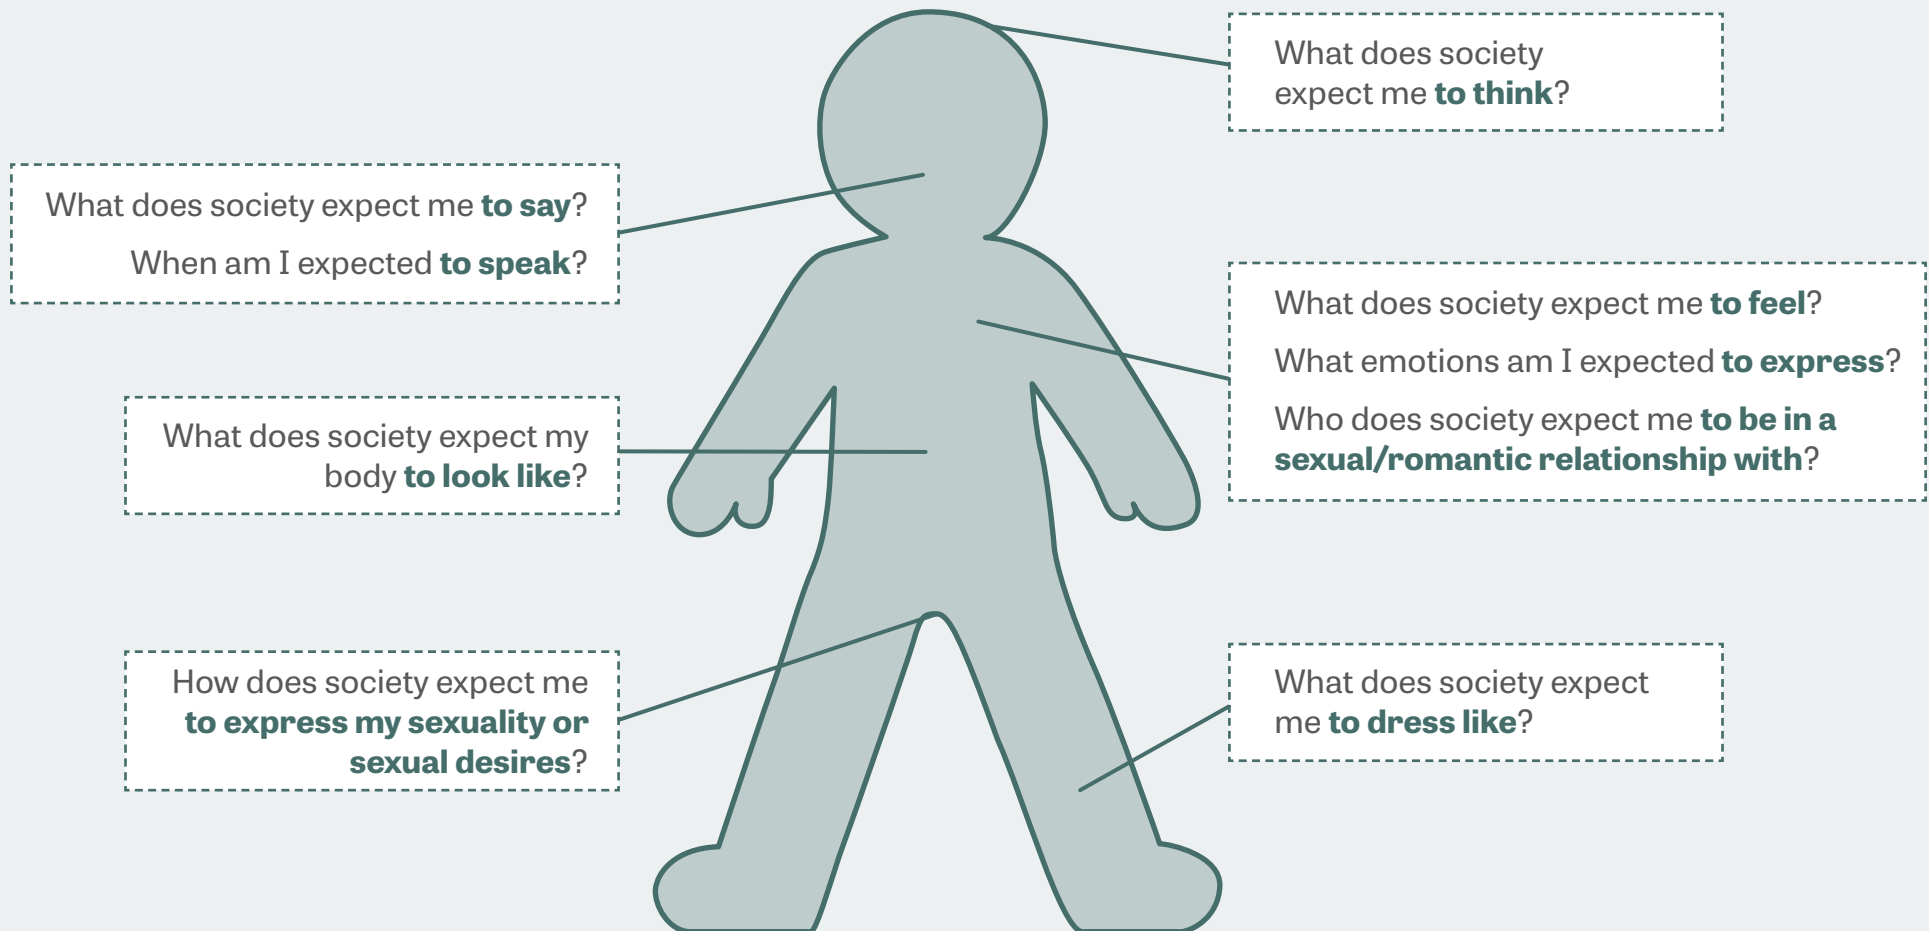 What does society
expect me to think?
What does society expect me to say?
When am I expected to speak?
What does society expect me to feel?
What emotions am I expected to express?
Who does society expect me to be in a
sexual/romantic relationship with?
What does society expect my
body to look like?
How does society expect me
to express my sexuality or
sexual desires?
What does society expect
me to dress like?